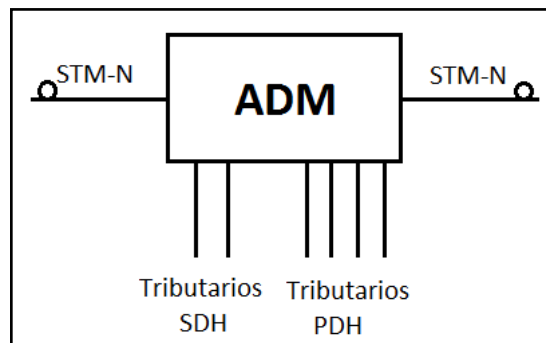 STM-N
ADM
STM-N
Tributarios
SDH
Tributarios
PDH